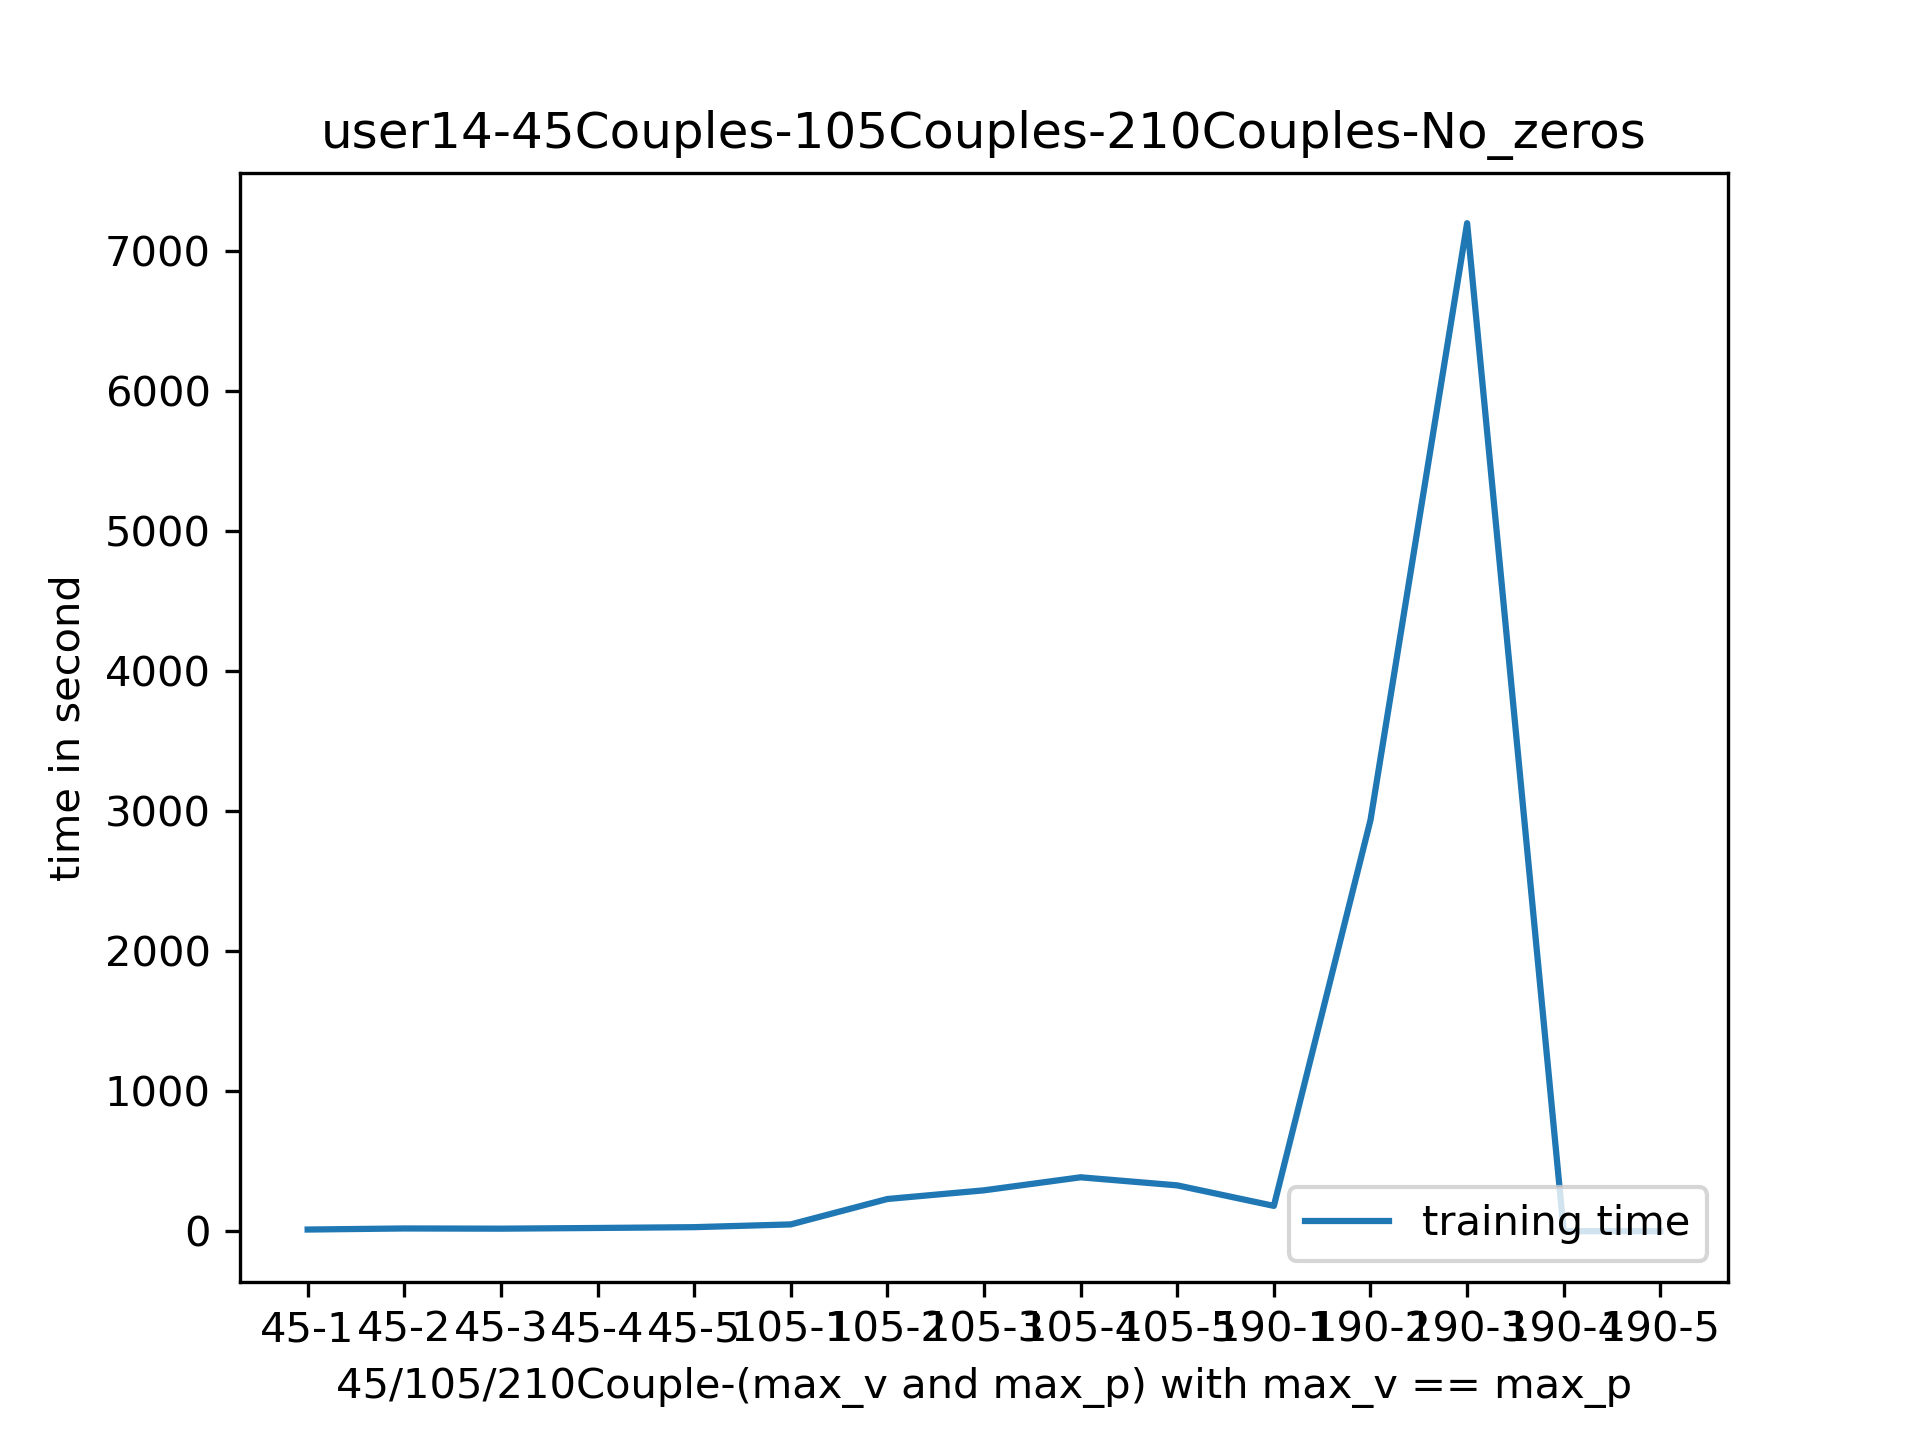 user14-45Couples-105Couples-210Couples-No_zeros
7000
6000
5000
4000
3000
2000
1000
0
time in second
training time
45-1 45-2 45-3 45-4 45-5 105-1 105-2 105-3 105-4 105-5 190-1 190-2 190-3 190-4 190-5
45/105/210Couple-(max_v and max_p) with max_v == max_p